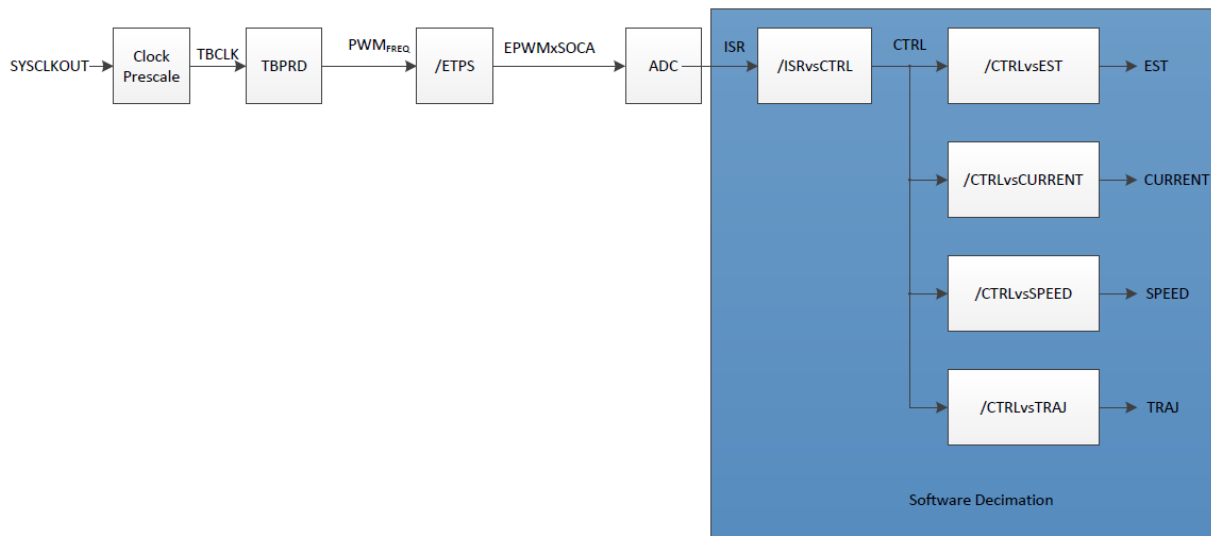 SYSCLKOUT
Clock
Prescale
TBCLK
TBPRD
PWMFREQ
/ETPS
EPWMxSOCA
ADC
ISR
/ISRvsCTRL
CTRL
/CTRLvsEST
EST
/CTRLvsCURRENT
CURRENT
/CTRLvsSPEED
SPEED
/CTRLvsTRAJ
TRAJ
Software Decimation